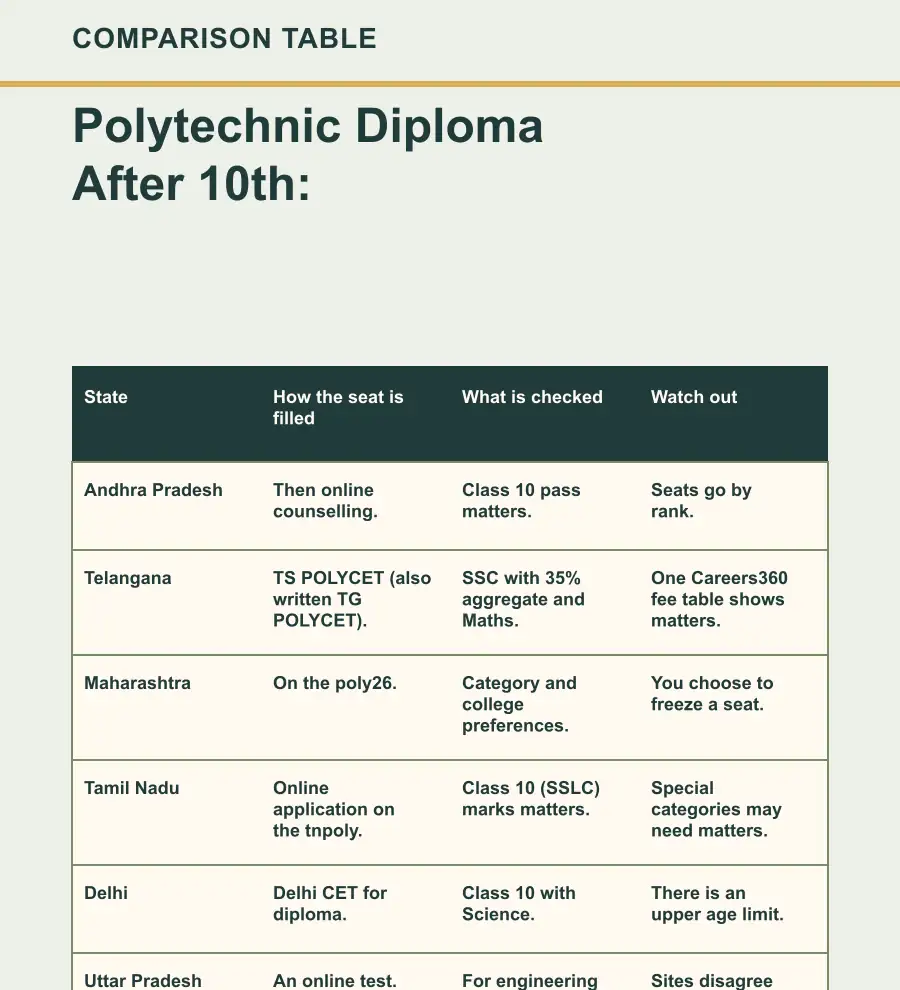 COMPARISON TABLE
Polytechnic Diploma
After 10th:
State
How the seat is
filled
What is checked
Watch out
Andhra Pradesh
Then online
counselling.
Class 10 pass
matters.
Seats go by
rank.
Telangana
TS POLYCET (also
written TG
POLYCET).
SSC with 35%
aggregate and
Maths.
One Careers360
fee table shows
matters.
Maharashtra
On the poly26.
Category and
college
preferences.
You choose to
freeze a seat.
Tamil Nadu
Online
application on
the tnpoly.
Class 10 (SSLC)
marks matters.
Special
categories may
need matters.
Delhi
Delhi CET for
diploma.
Class 10 with
Science.
There is an
upper age limit.
Uttar Pradesh
An online test.
For engineering
Sites disagree